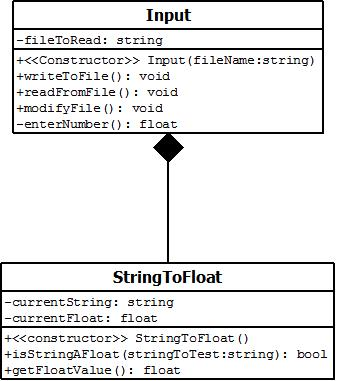 Input
-fileToRead: string
+<<Constructor>> Input(fileName:string)
+writeToFile(): void
+readFromFile(): void
+modifyFile(): void
-enterNumber(): float
StringToFloat
-currentString: string
-currentFloat: float
+<<constructor>> StringToFloat()
+isStringAFloat(stringToTest:string): bool
+getFloatValue(): float